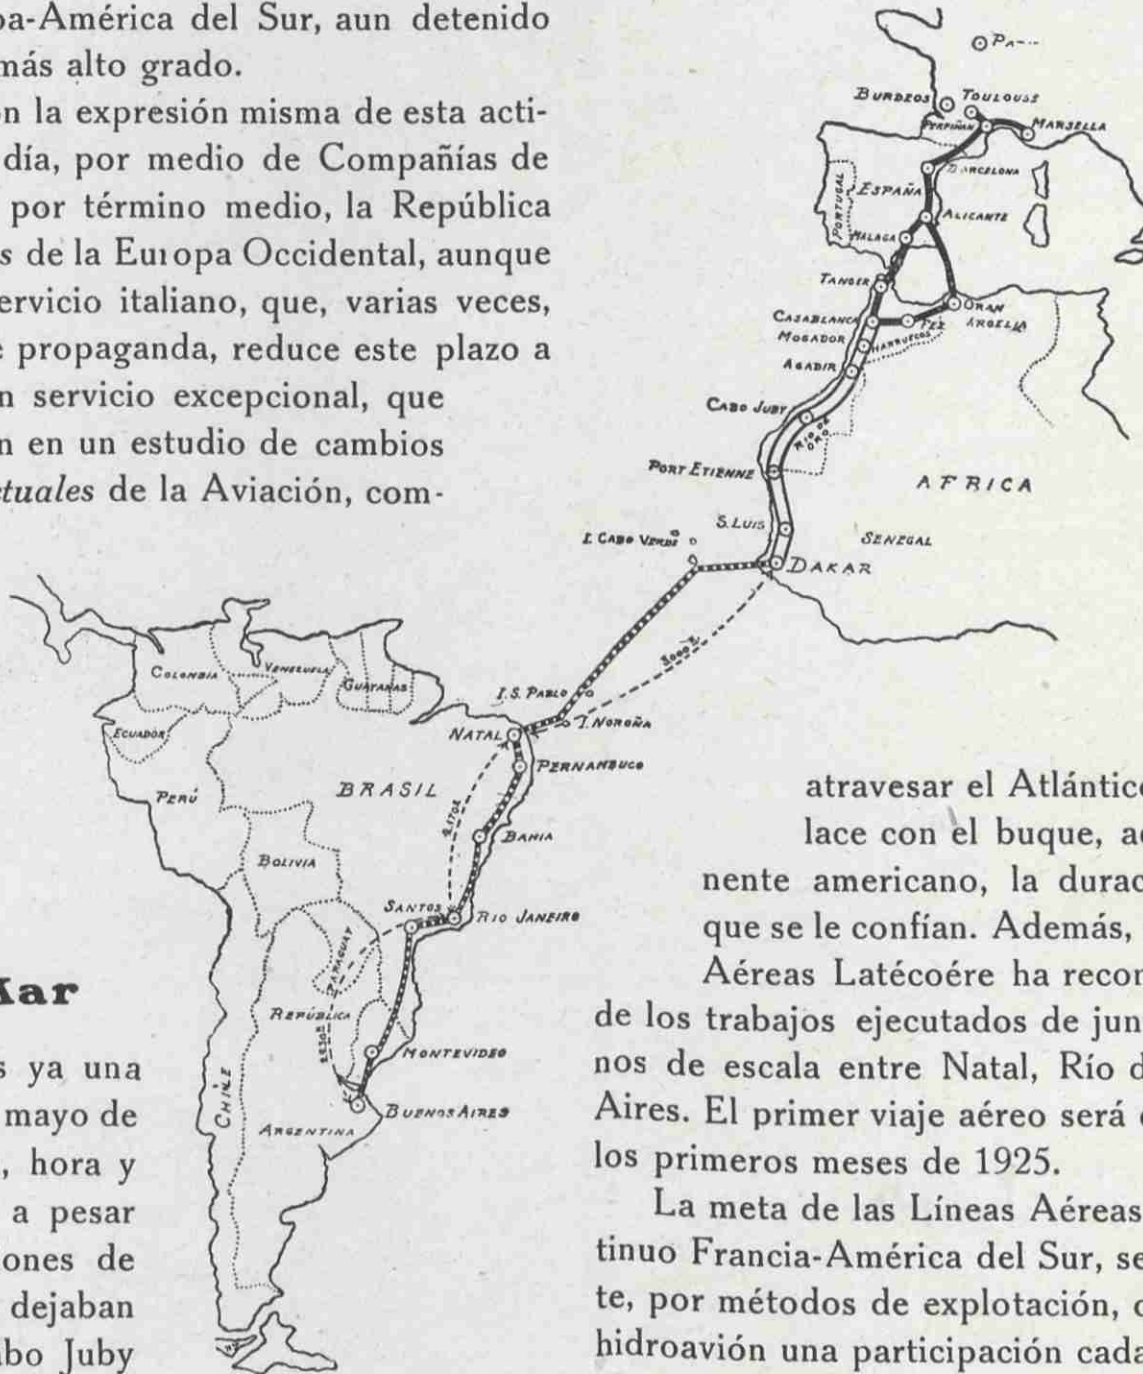 pa-América del Sur, aun detenido
más alto grado.
n la expresión misma de esta acti-
día, por medio de Compañías de
por término medio, la República
s de la Europa Occidental, aunque
ervicio italiano, que, varias veces,
e propaganda, reduce este plazo a
n servicio excepcional, que
n en un estudio de cambios
ctuales de la Aviación, com-
BURDEOS
TOULOUSE
PERPIÑAN
MARSELLA
BARCELONA
ESPAÑA
PORTUGAL
ALICANTE
MALAGA
TANGER
ORAN
CASABLANCA
FEZ
ARGELIA
MOGADOR
MARRUECOS
AGADIR
CABO JUBY
RIO DE ORO
PORT ETIENNE
AFRICA
S. LUIS
I. CABO VERDE
SENEGAL
DAKAR
COLOMBIA
VENEZUELA
GUAYANAS
I. S. PABLO
ECUADOR
NATAL
I. NOROÑA
PERNAMBUCO
PERÚ
BRASIL
BAHIA
BOLIVIA
SANTOS
RIO JANEIRO
PARAGUAY
REPÚBLICA
MONTEVIDEO
CHILE
BUENOS AIRES
ARGENTINA
kar
s ya una
mayo de
, hora y
a pesar
ones de
dejaban
abo Juby
atravesar el Atlántico
lace con el buque, ac
nente americano, la durac
que se le confían. Además,
Aéreas Latécoére ha recor
de los trabajos ejecutados de jun
nos de escala entre Natal, Río d
Aires. El primer viaje aéreo será e
los primeros meses de 1925.
La meta de las Líneas Aéreas
tinuo Francia-América del Sur, se
te, por métodos de explotación, c
hidroavión una participación cada